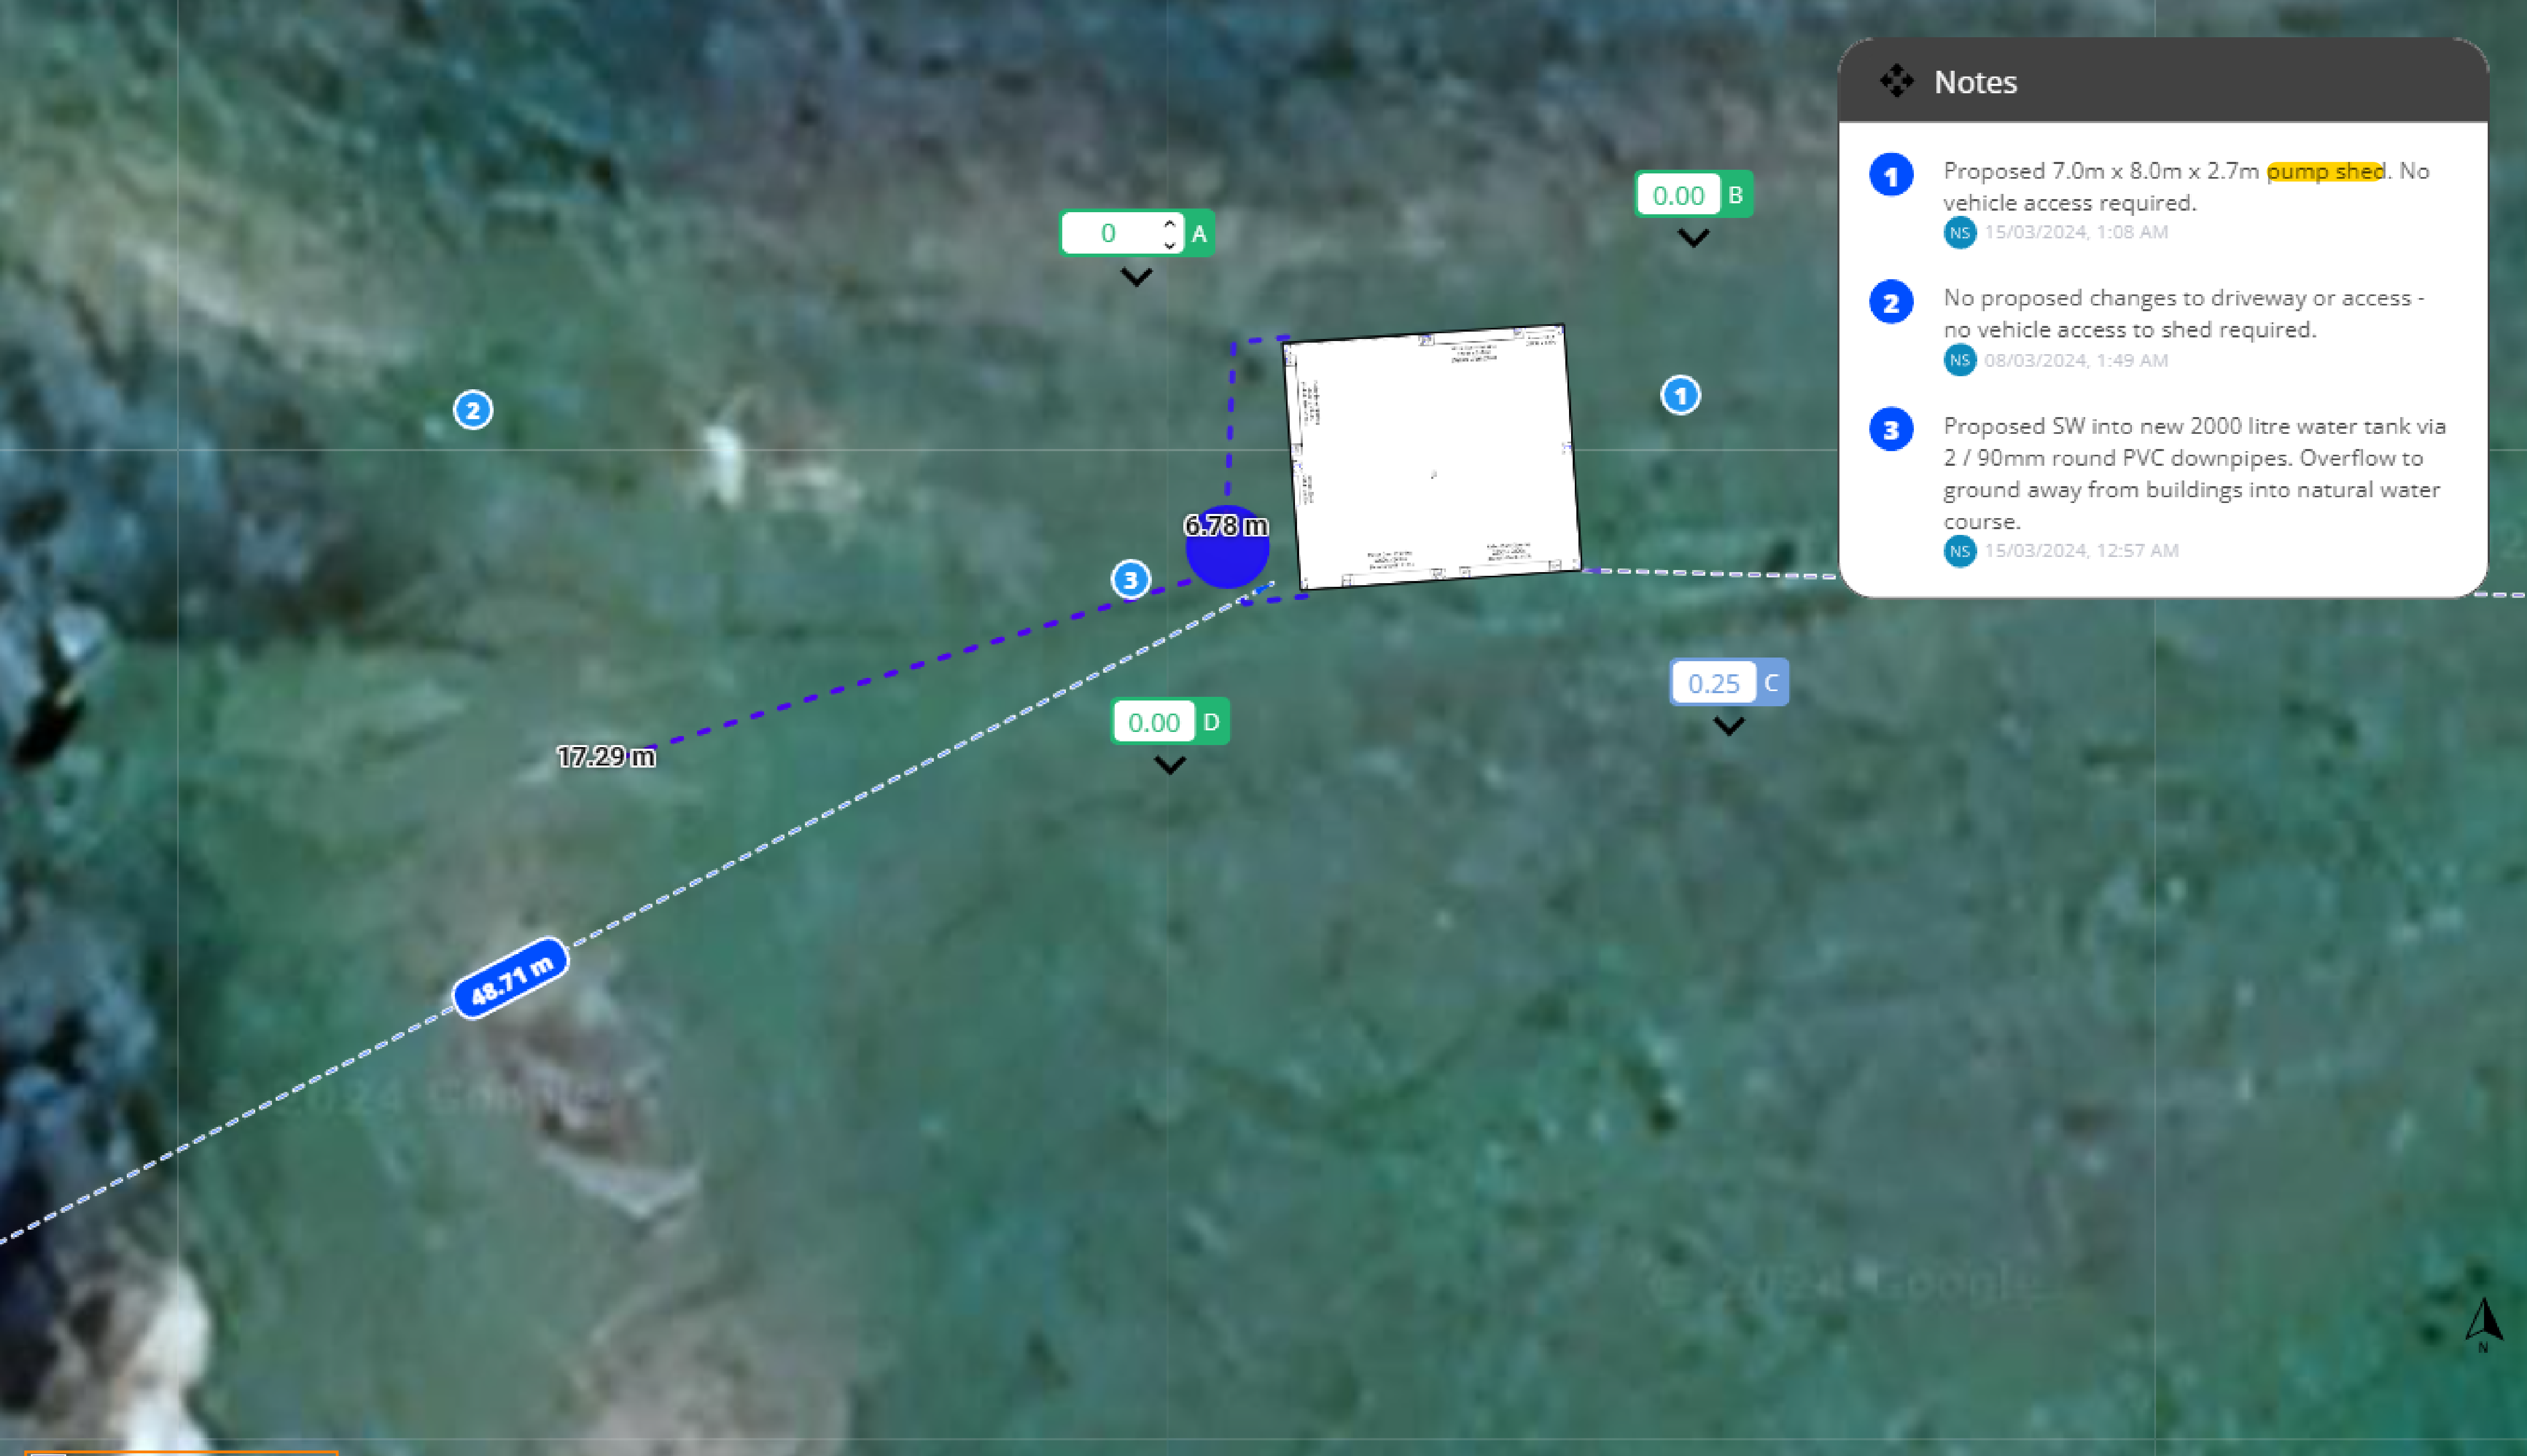 Notes
1
Proposed 7.0m x 8.0m x 2.7m pump shed. No
vehicle access required.
NS 15/03/2024, 1:08 AM
2
No proposed changes to driveway or access -
no vehicle access to shed required.
NS 08/03/2024, 1:49 AM
3
Proposed SW into new 2000 litre water tank via
2 / 90mm round PVC downpipes. Overflow to
ground away from buildings into natural water
course.
NS 15/03/2024, 12:57 AM
0.00 B
0 A
1
2
6.78 m
3
0.25 C
0.00 D
17.29 m
48.71 m
2024 Google
© 2024 Google
N